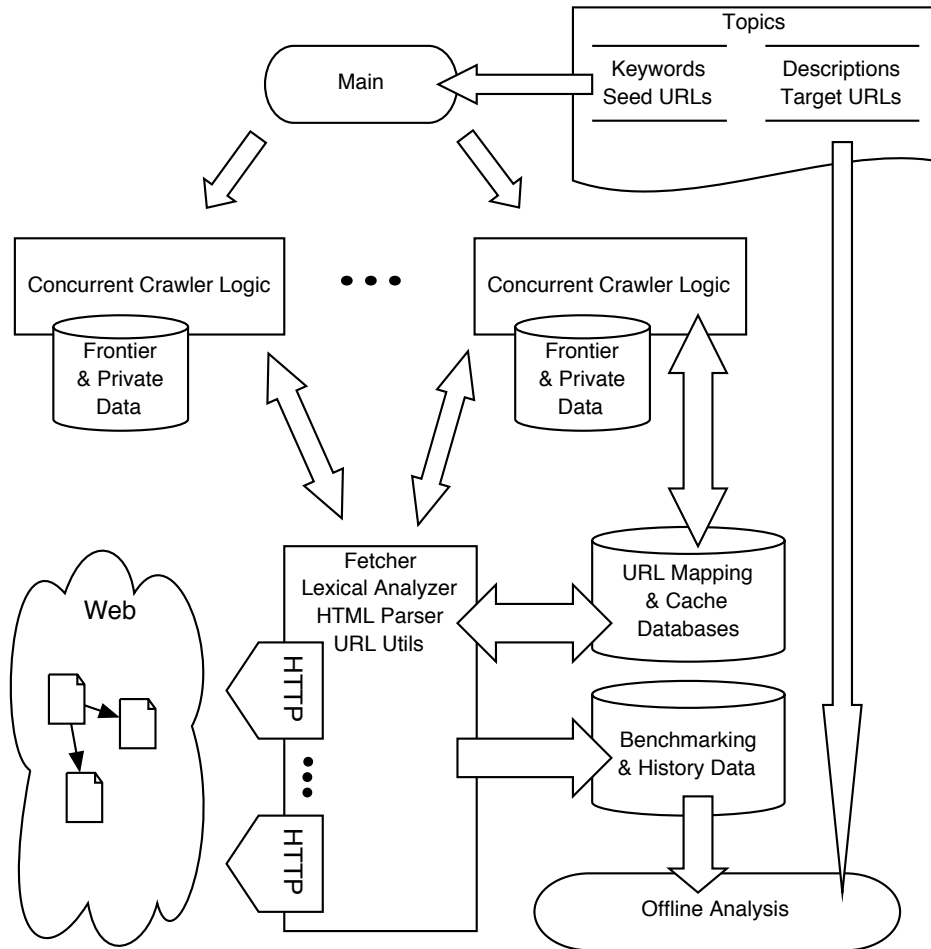 Topics
Keywords
Seed URLs
Descriptions
Target URLs
Main
Concurrent Crawler Logic
Concurrent Crawler Logic
Frontier
& Private
Data
Frontier
& Private
Data
Fetcher
Lexical Analyzer
HTML Parser
URL Utils
URL Mapping
& Cache
Databases
Web
HTTP
Benchmarking
& History Data
HTTP
Offline Analysis